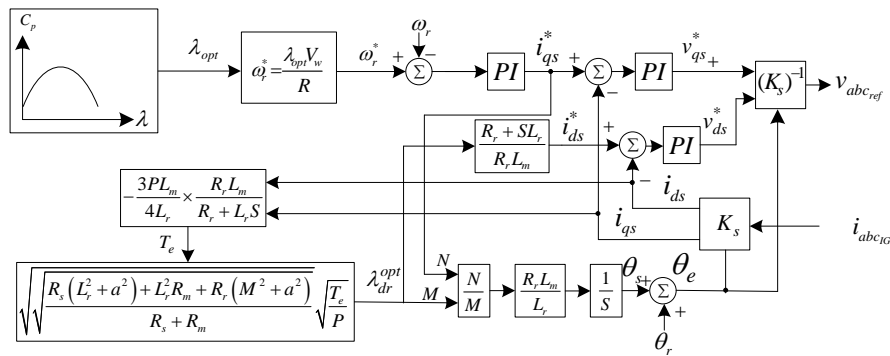 C_p
λ
λ_opt
ω_r^* = λ_opt V_w / R
ω_r^*
+
ω_r
−
Σ
PI
i_qs^*
+
Σ
−
PI
v_qs^*
+
(K_s)^{-1}
v_abc_ref
(R_r + SL_r) / (R_r L_m)
i_ds^*
+
Σ
−
PI
v_ds^*
−(3PL_m / 4L_r) × (R_r L_m) / (R_r + L_r S)
i_ds
i_qs
K_s
i_abc_IG
T_e
√(√((R_s(L_r^2 + a^2) + L_r^2 R_m + R_r(M^2 + a^2)) / (R_s + R_m))) √(T_e / P)
λ_dr^opt
N
M
N / M
R_r L_m / L_r
1 / S
θ_s
+
Σ
θ_e
+
θ_r